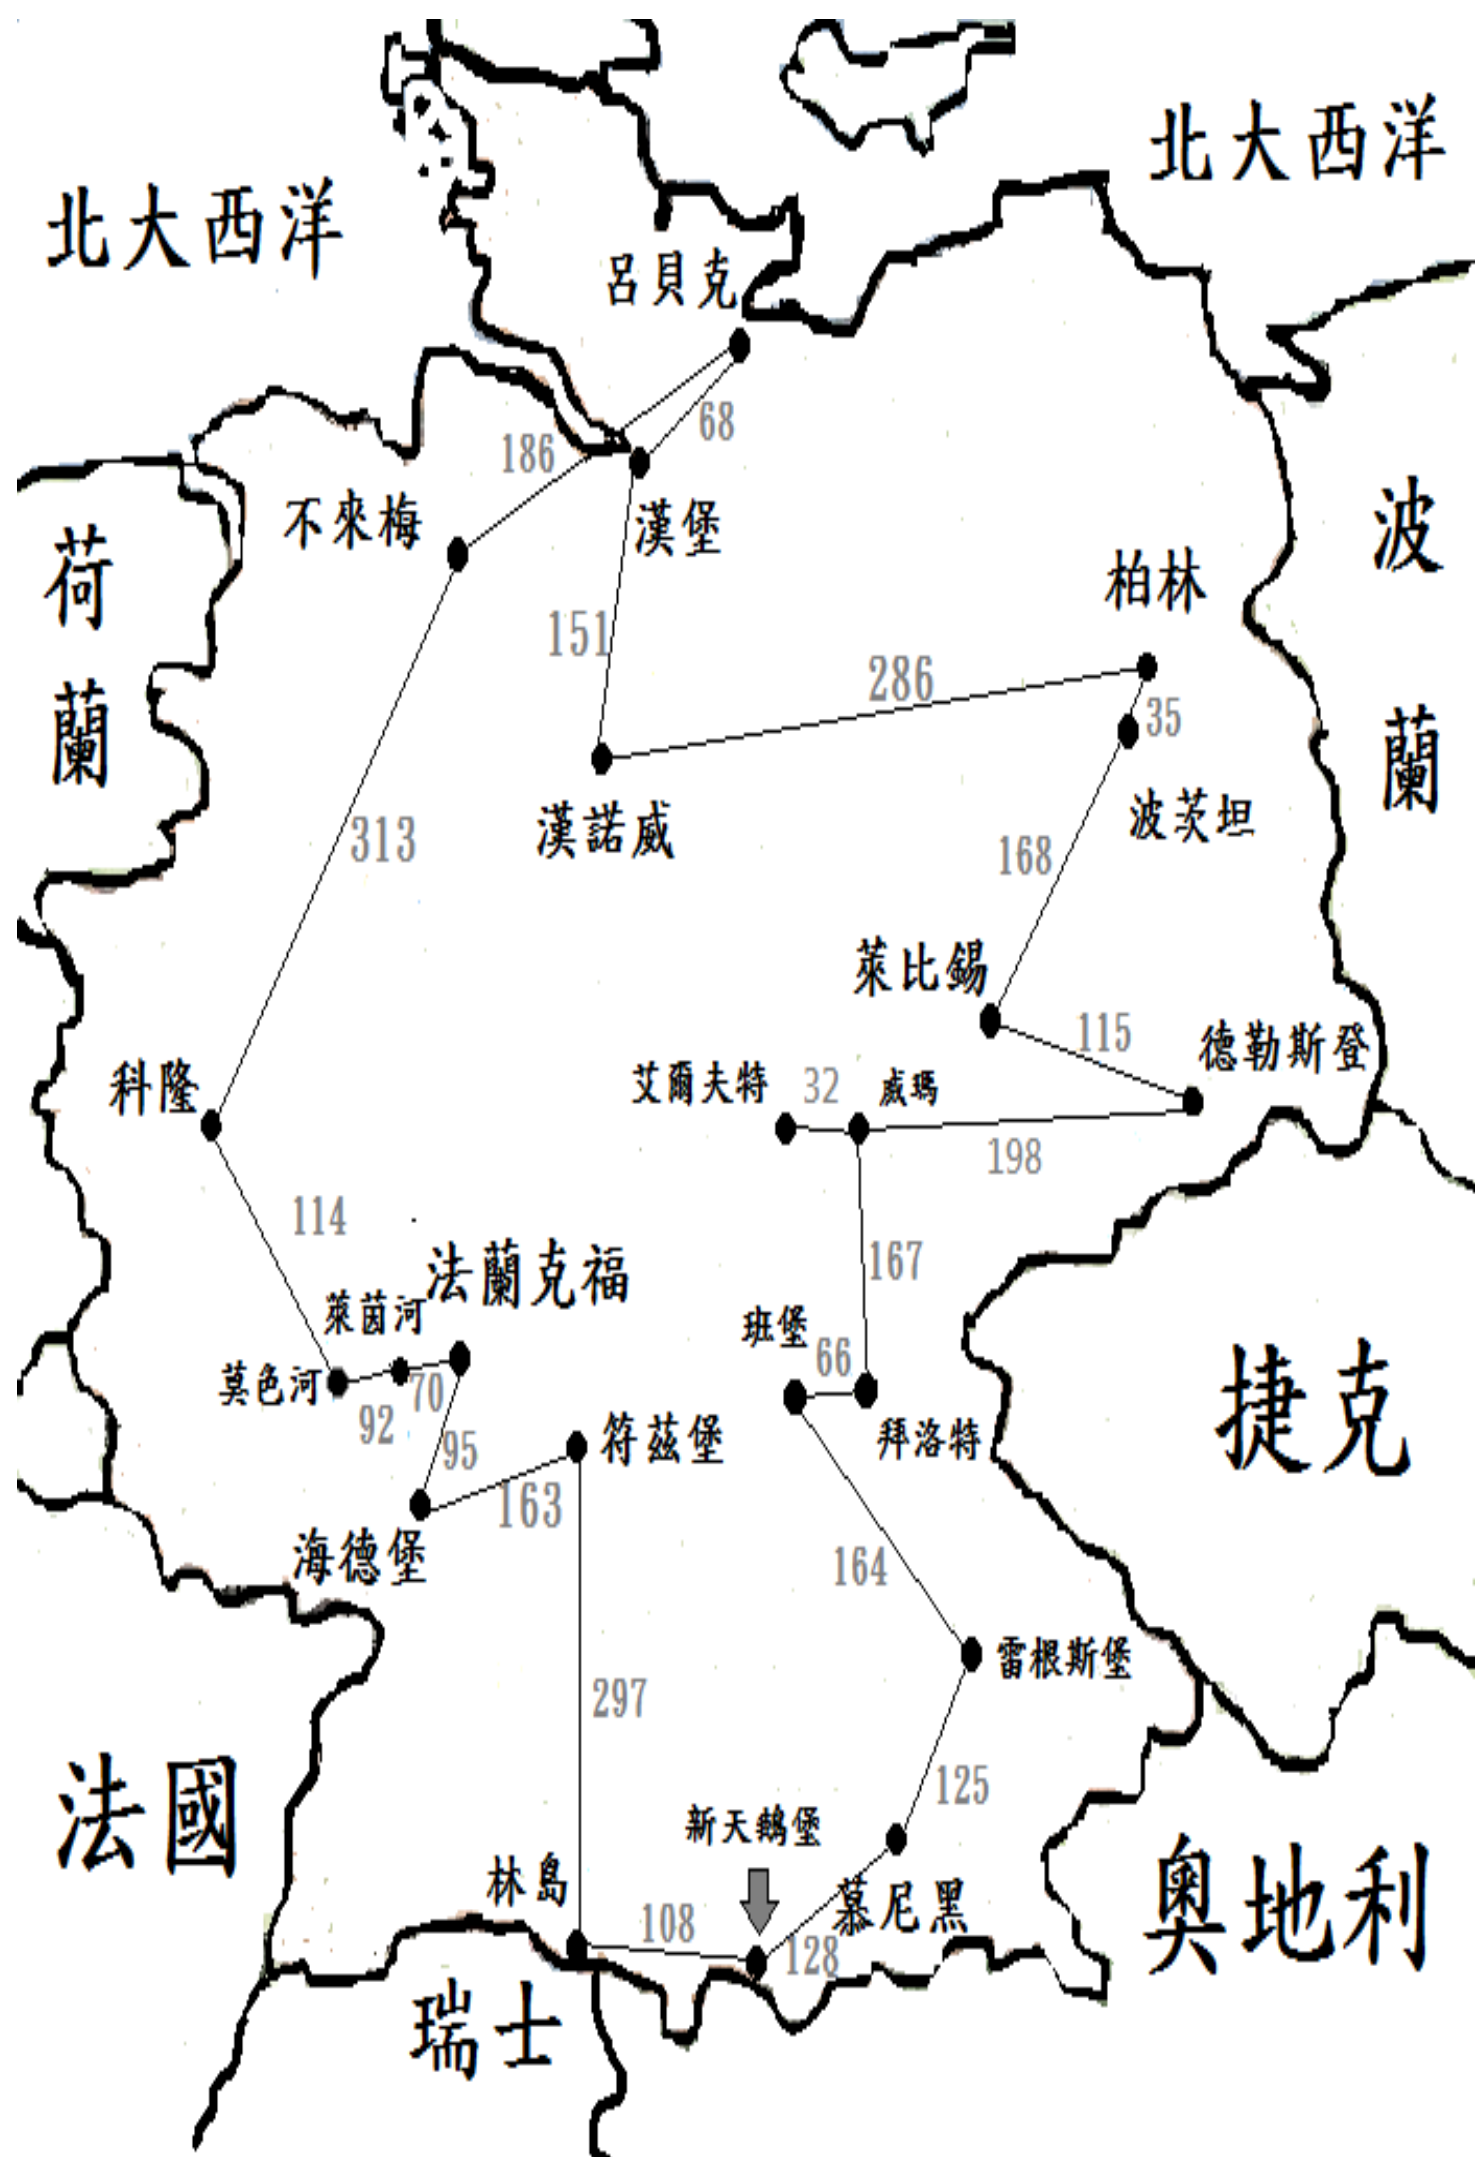 北大西洋
北大西洋
呂貝克
68
186
不來梅
漢堡
荷蘭
波蘭
柏林
151
286
35
波茨坦
漢諾威
313
168
萊比錫
115
德勒斯登
科隆
艾爾夫特
32
威瑪
198
114
法蘭克福
167
萊茵河
班堡
66
莫色河
70
92
95
符茲堡
拜洛特
捷克
163
海德堡
164
雷根斯堡
297
法國
125
新天鵝堡
林島
108
慕尼黑
128
奧地利
瑞士